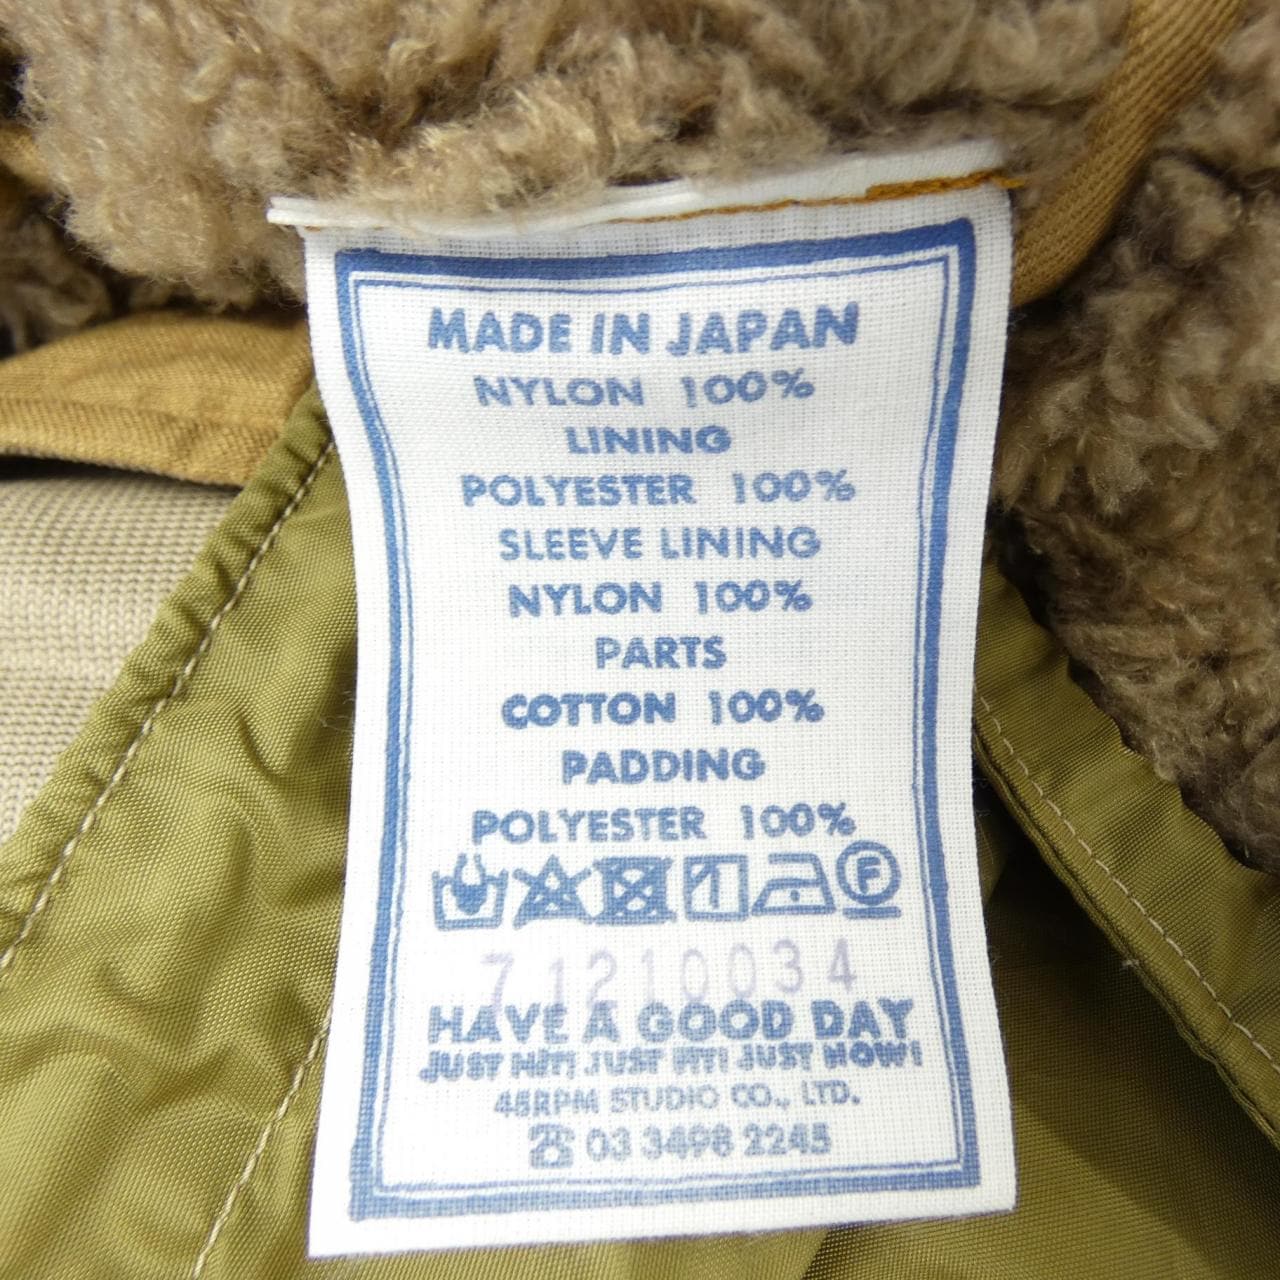 MADE IN JAPAN
NYLON 100%
LINING
POLYESTER 100%
SLEEVE LINING
NYLON 100%
PARTS
COTTON 100%
PADDING
POLYESTER 100%
F
71210034
HAVE A GOOD DAY
JUST HIT! JUST FIT! JUST NOW!
45RPM STUDIO CO., LTD.
☎ 03 3498 2245